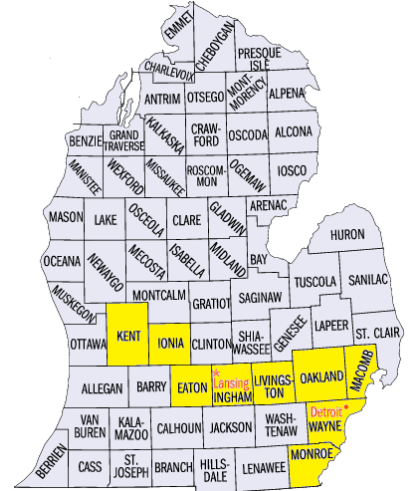 EMMET
CHEBOYGAN
PRESQUE
ISLE
CHARLEVOIX
ANTRIM
OTSEGO
MONT-
MORENCY
ALPENA
BENZIE
GRAND
TRAVERSE
KALKASKA
CRAW-
FORD
OSCODA
ALCONA
MANISTEE
WEXFORD
MISSAUKEE
ROSCOM-
MON
OGEMAW
IOSCO
MASON
LAKE
OSCEOLA
CLARE
GLADWIN
ARENAC
OCEANA
NEWAYGO
MECOSTA
ISABELLA
MIDLAND
BAY
HURON
MUSKEGON
MONTCALM
GRATIOT
SAGINAW
TUSCOLA
SANILAC
OTTAWA
KENT
IONIA
CLINTON
SHIA-
WASSEE
GENESEE
LAPEER
ST. CLAIR
ALLEGAN
BARRY
EATON
*
Lansing
INGHAM
LIVINGS-
TON
OAKLAND
MACOMB
VAN
BUREN
KALA-
MAZOO
CALHOUN
JACKSON
WASH-
TENAW
Detroit *
WAYNE
BERRIEN
CASS
ST.
JOSEPH
BRANCH
HILLS-
DALE
LENAWEE
MONROE